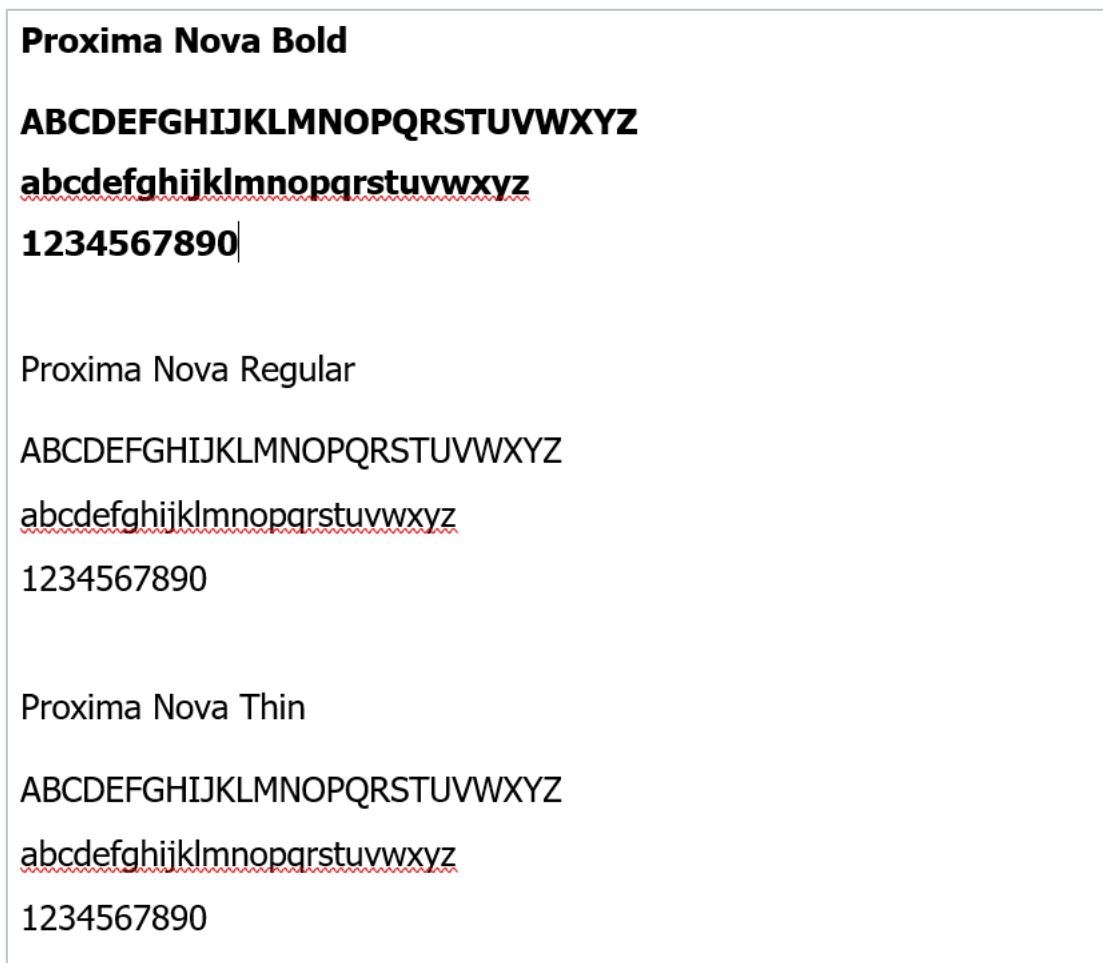 Proxima Nova Bold
ABCDEFGHIJKLMNOPQRSTUVWXYZ
abcdefghijklmnopqrstuvwxyz
1234567890
Proxima Nova Regular
ABCDEFGHIJKLMNOPQRSTUVWXYZ
abcdefghijklmnopqrstuvwxyz
1234567890
Proxima Nova Thin
ABCDEFGHIJKLMNOPQRSTUVWXYZ
abcdefghijklmnopqrstuvwxyz
1234567890